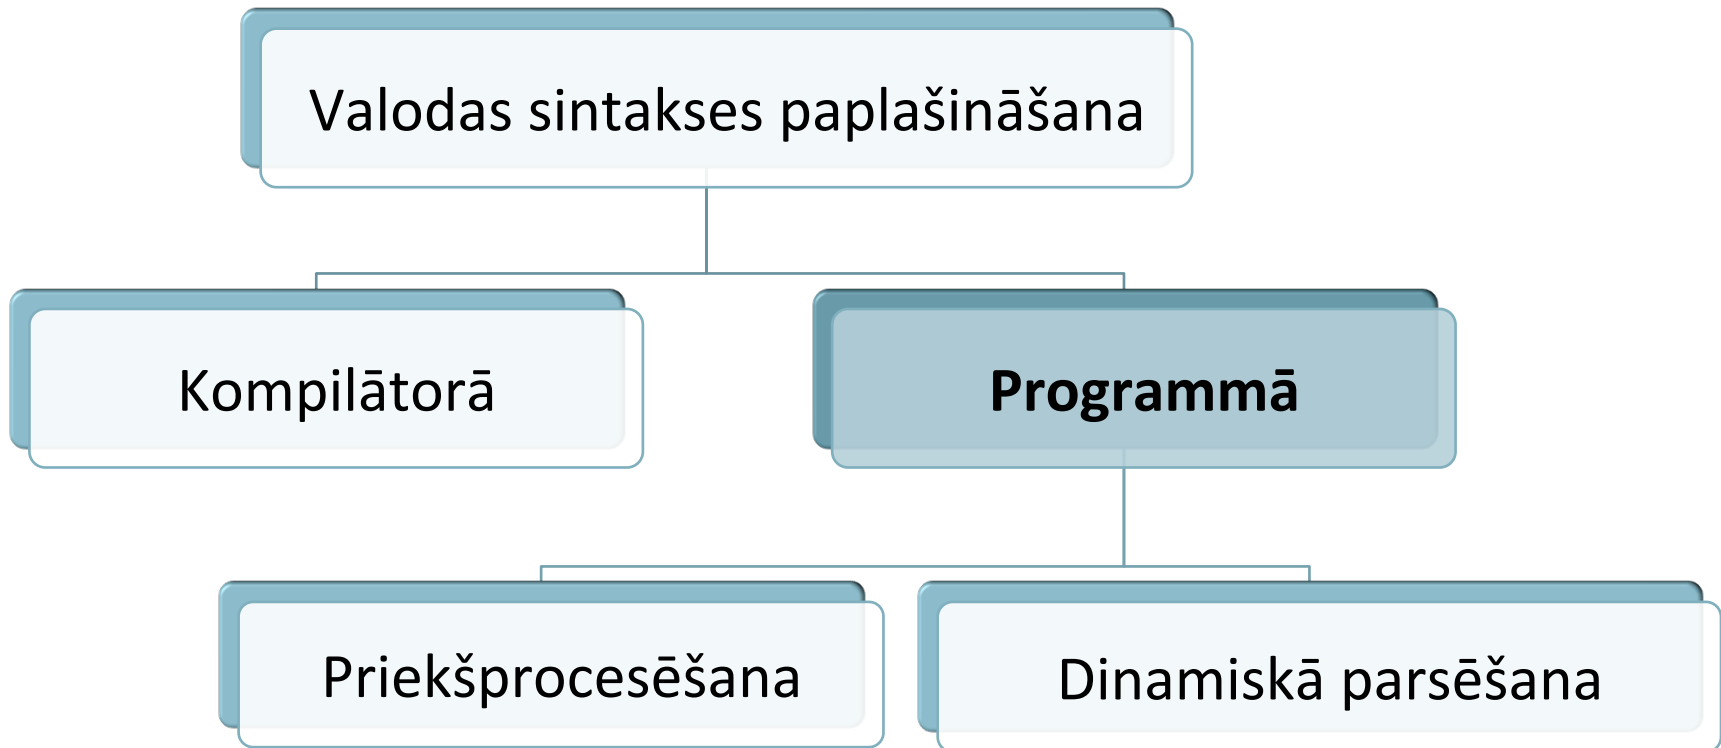 Valodas sintakses paplašināšana
Kompilātorā
Programmā
Priekšprocesēšana
Dinamiskā parsēšana